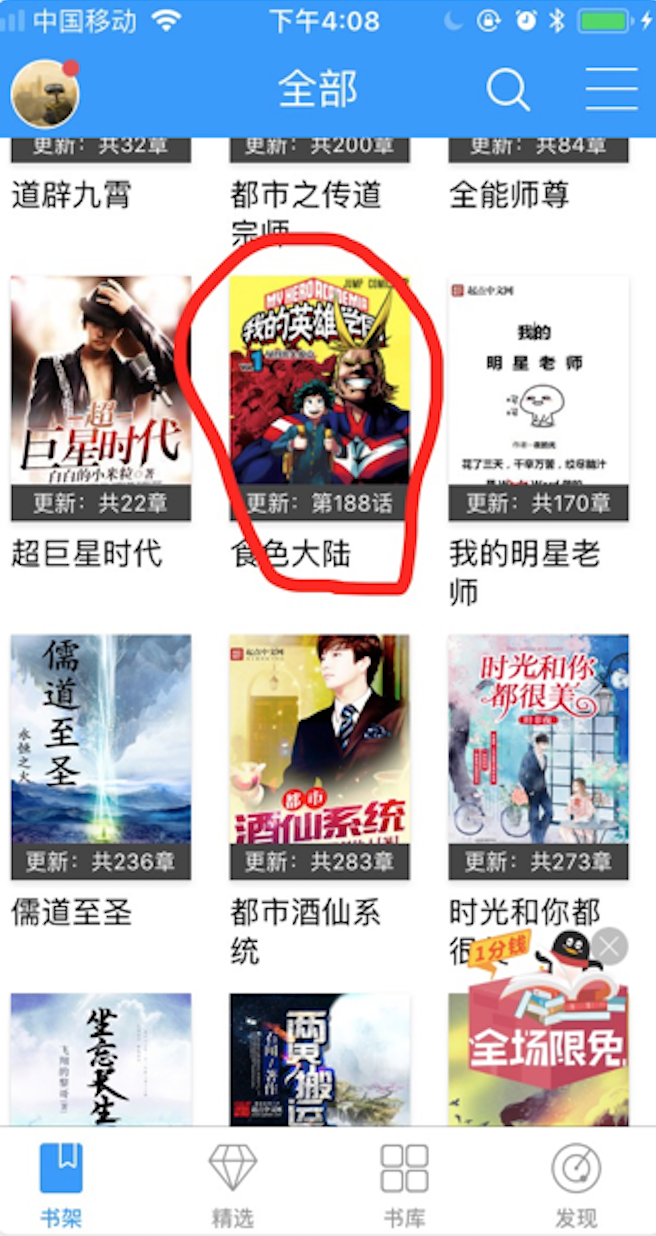 中国移动
下午4:08
全部
更新：共32章
更新：共200章
更新：共84章
道辟九霄
都市之传道
宗师
全能师尊
超
巨星时代
百白的小米粒 著
更新：共22章
超巨星时代
JUMP COMICS
MY HERO ACADEMIA
我的英雄学院
1
更新：第188话
食色大陆
起点中文网
我的
明星老师
花了三天，千辛万苦，绞尽脑汁
更新：共170章
我的明星老
师
儒道至圣
永恒之火
更新：共236章
儒道至圣
起点中文网
都市
酒仙系统
更新：共283章
都市酒仙系
统
时光和你
都很美
更新：共273章
时光和你都
很
1分钱
全场限免
坐忘长生
飞翔的黎哥
两界搬运
石闻 著作
书架
精选
书库
发现